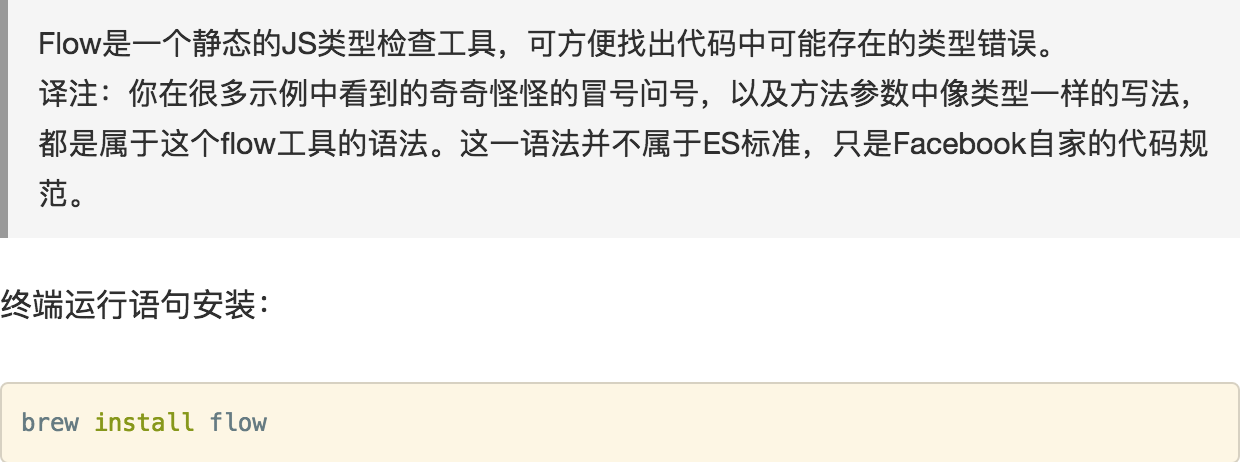 Flow是一个静态的JS类型检查工具，可方便找出代码中可能存在的类型错误。
译注：你在很多示例中看到的奇奇怪怪的冒号问号，以及方法参数中像类型一样的写法，
都是属于这个flow工具的语法。这一语法并不属于ES标准，只是Facebook自家的代码规
范。
终端运行语句安装：
brew install flow